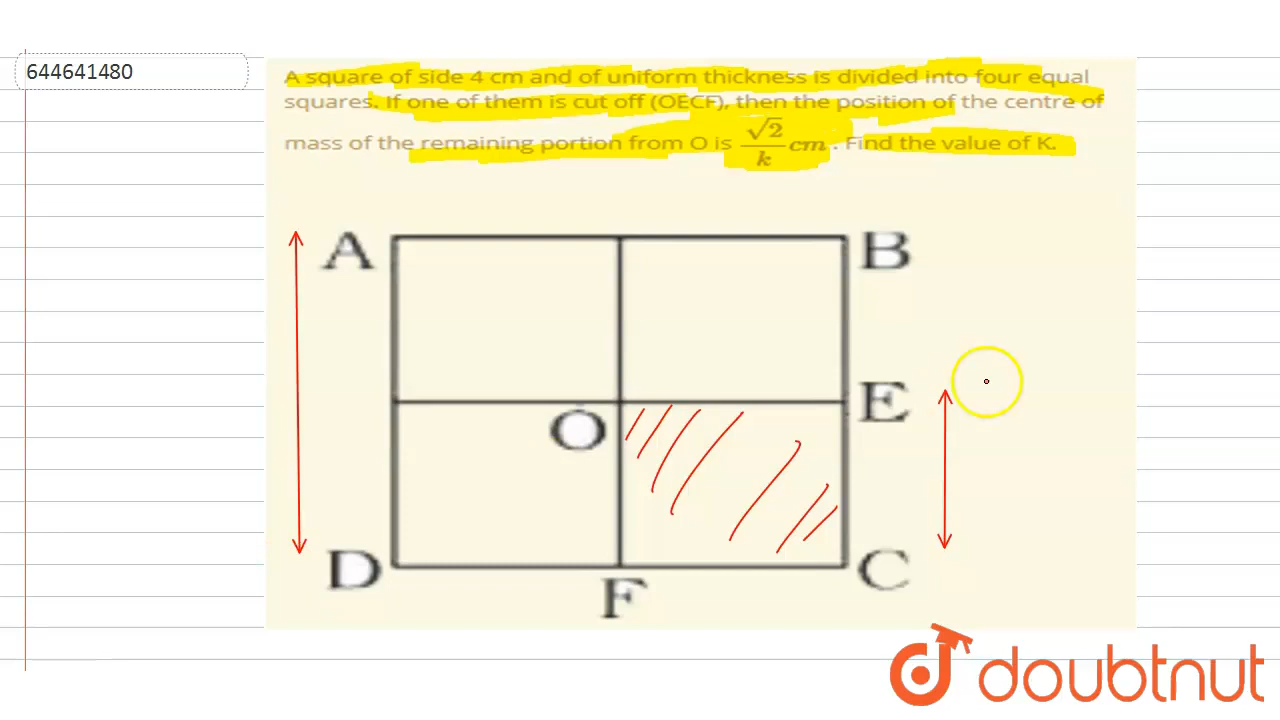 644641480
A square of side 4 cm and of uniform thickness is divided into four equal
squares. If one of them is cut off (OECF), then the position of the centre of
mass of the remaining portion from O is √2/k cm . Find the value of K.
A B
O E
D F C
doubtnut